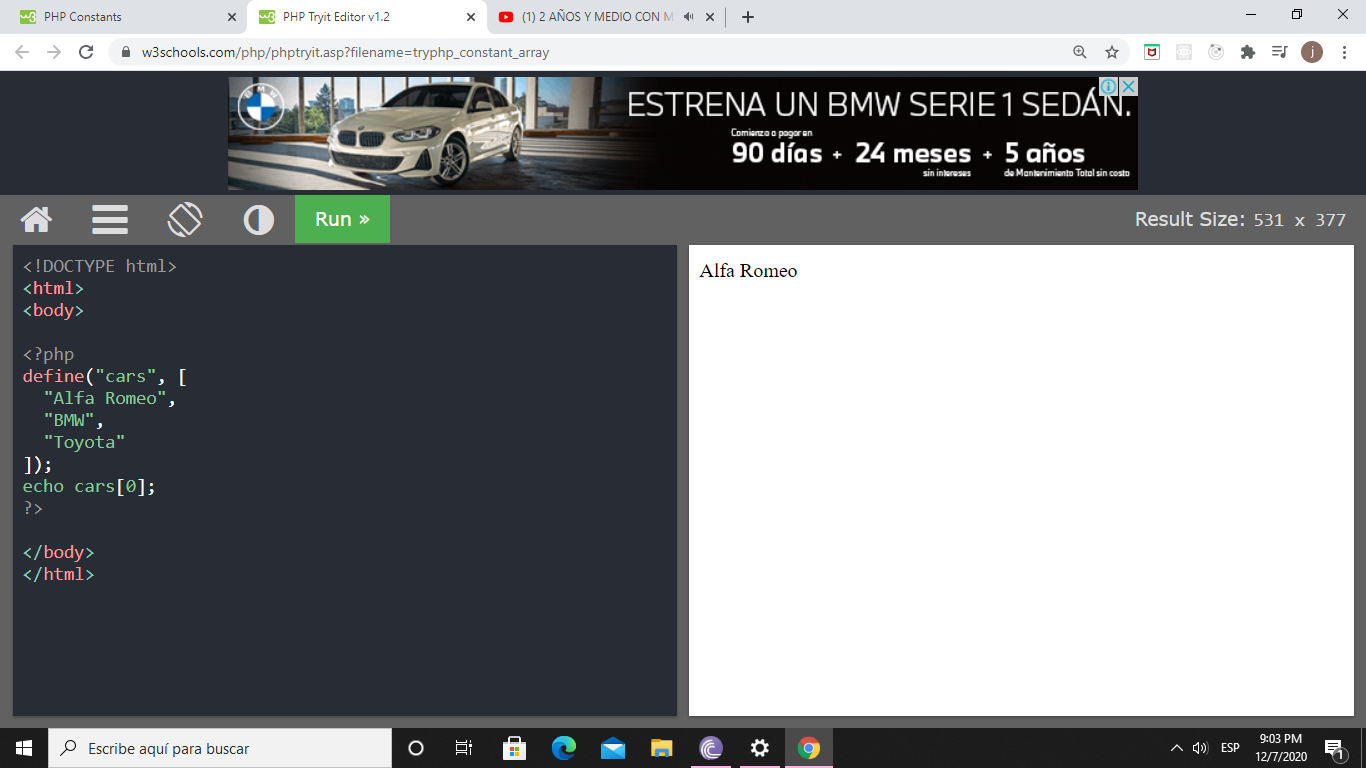 PHP Constants
PHP Tryit Editor v1.2
(1) 2 AÑOS Y MEDIO CON M
w3schools.com/php/phptryit.asp?filename=tryphp_constant_array
j
BMW
ESTRENA UN BMW SERIE 1 SEDÁN.
Comienza a pagar en
90 días + 24 meses + 5 años
sin intereses
de Mantenimiento Total sin costo
Run »
Result Size: 531 x 377
<!DOCTYPE html>
<html>
<body>
<?php
define("cars", [
"Alfa Romeo",
"BMW",
"Toyota"
]);
echo cars[0];
?>
</body>
</html>
Alfa Romeo
Escribe aquí para buscar
ESP
9:03 PM
12/7/2020
1